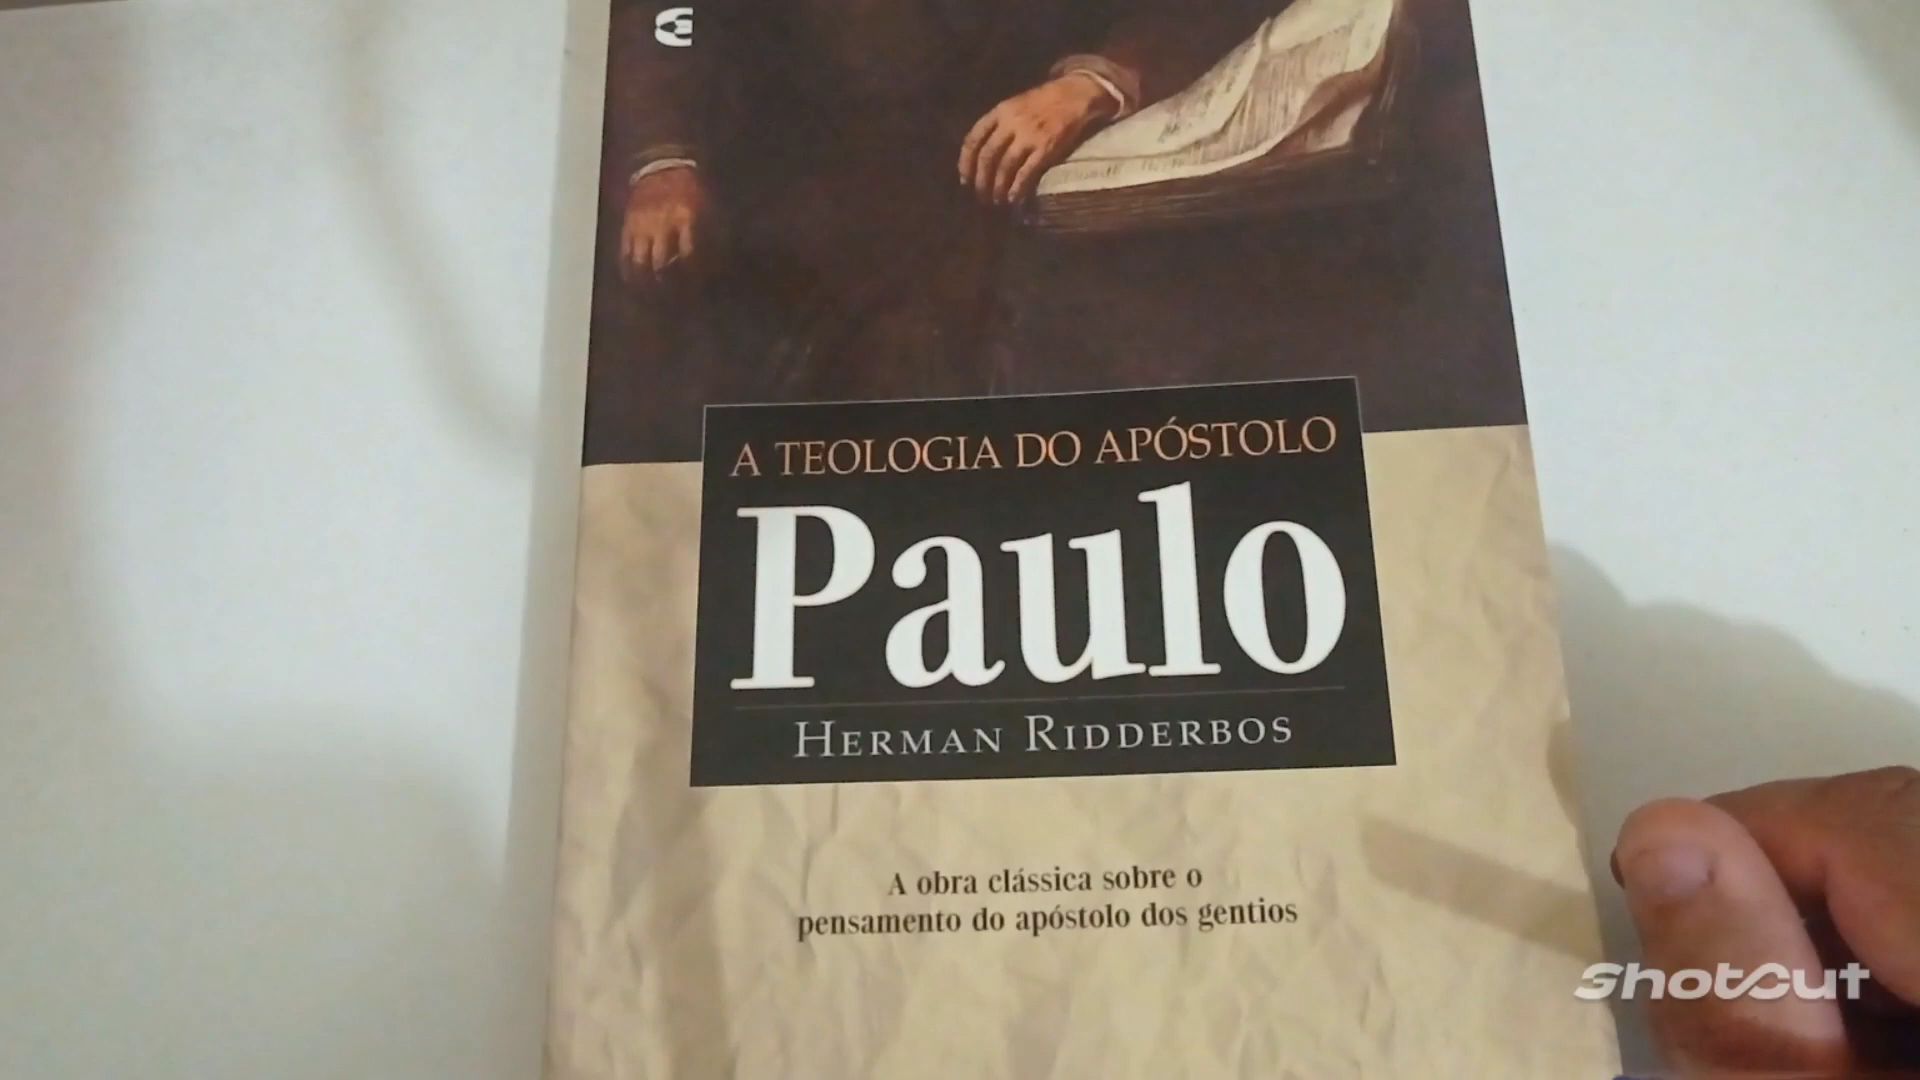 A TEOLOGIA DO APÓSTOLO
Paulo
HERMAN RIDDERBOS
A obra clássica sobre o
pensamento do apóstolo dos gentios
Shotcut